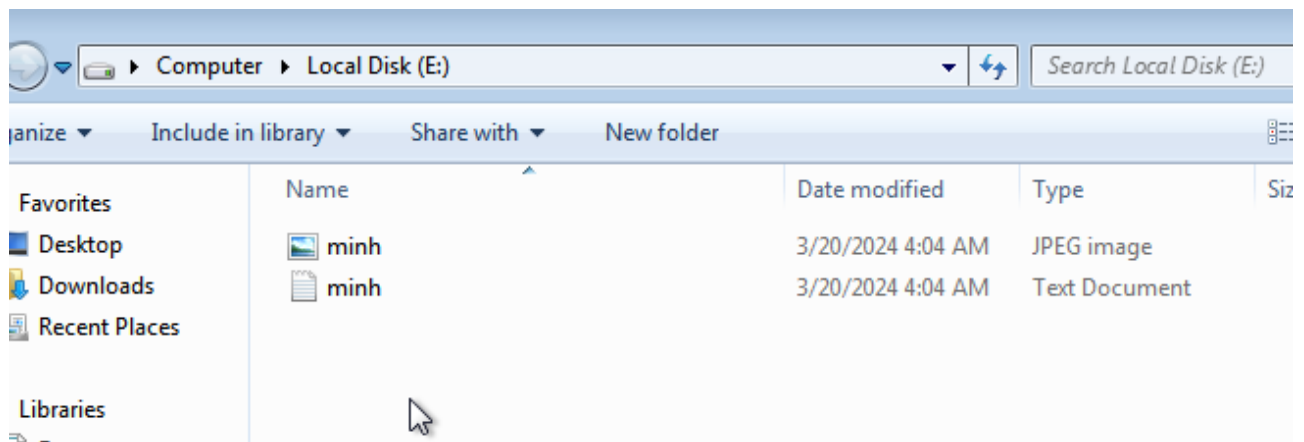 Computer Local Disk (E:) Search Local Disk (E:)
Include in library Share with New folder
Favorites Name Date modified Type
Desktop minh 3/20/2024 4:04 AM JPEG image
Downloads minh 3/20/2024 4:04 AM Text Document
Recent Places
Libraries